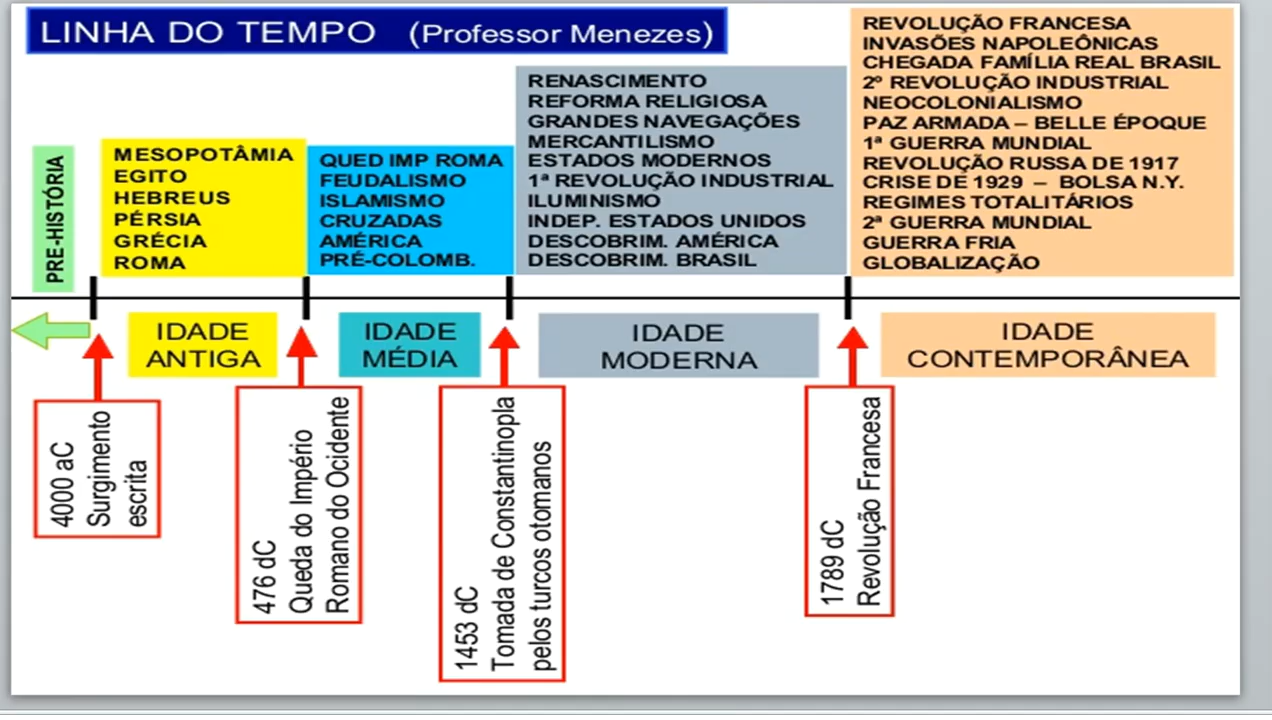 LINHA DO TEMPO (Professor Menezes)
PRE-HISTÓRIA
MESOPOTÂMIA
EGITO
HEBREUS
PÉRSIA
GRÉCIA
ROMA
QUED IMP ROMA
FEUDALISMO
ISLAMISMO
CRUZADAS
AMÉRICA
PRÉ-COLOMB.
RENASCIMENTO
REFORMA RELIGIOSA
GRANDES NAVEGAÇÕES
MERCANTILISMO
ESTADOS MODERNOS
1ª REVOLUÇÃO INDUSTRIAL
ILUMINISMO
INDEP. ESTADOS UNIDOS
DESCOBRIM. AMÉRICA
DESCOBRIM. BRASIL
REVOLUÇÃO FRANCESA
INVASÕES NAPOLEÔNICAS
CHEGADA FAMÍLIA REAL BRASIL
2º REVOLUÇÃO INDUSTRIAL
NEOCOLONIALISMO
PAZ ARMADA – BELLE ÉPOQUE
1ª GUERRA MUNDIAL
REVOLUÇÃO RUSSA DE 1917
CRISE DE 1929 – BOLSA N.Y.
REGIMES TOTALITÁRIOS
2ª GUERRA MUNDIAL
GUERRA FRIA
GLOBALIZAÇÃO
IDADE
ANTIGA
IDADE
MÉDIA
IDADE
MODERNA
IDADE
CONTEMPORÂNEA
4000 aC
Surgimento
escrita
476 dC
Queda do Império
Romano do Ocidente
1453 dC
Tomada de Constantinopla
pelos turcos otomanos
1789 dC
Revolução Francesa